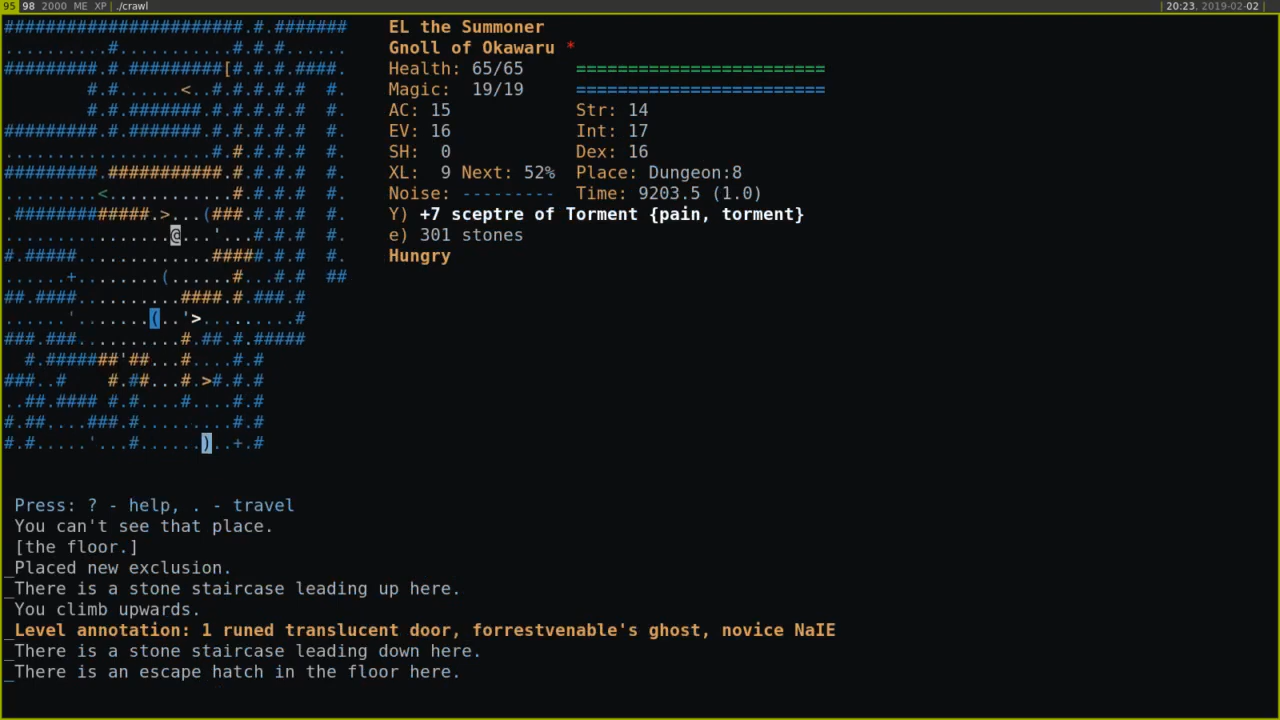 95 98 2000 ME XP | ./crawl | 20:23. 2019-02-02 |
#######################.#.####### EL the Summoner
..........#...........#.#.#...... Gnoll of Okawaru *
#########.#.#########[#.#.#.####. Health: 65/65 ========================
#.#......<..#.#.#.#.# #. Magic: 19/19 ========================
#.#.#######.#.#.#.#.# #. AC: 15 Str: 14
#########.#.#######.#.#.#.#.# #. EV: 16 Int: 17
....................#.#.#.#.# #. SH: 0 Dex: 16
#########.###########.#.#.#.# #. XL: 9 Next: 52% Place: Dungeon:8
.........<............#.#.#.# #. Noise: --------- Time: 9203.5 (1.0)
.#############.>...(###.#.#.# #. Y) +7 sceptre of Torment {pain, torment}
................@...'...#.#.# #. e) 301 stones
#.#####.............#####.#.# #. Hungry
......+........(......#...#.# ##
##.####..........####.#.###.#
......'.......(..'>.........#
###.###..........#.##.#.#####
#.#######'##...#....#.#
###..# #.##...#.>#.#.#
..##.#### #.#....#....#.#
#.##....###.#.........#.#
#.#.....'...#......)..+.#
Press: ? - help, . - travel
You can't see that place.
[the floor.]
_Placed new exclusion.
_There is a stone staircase leading up here.
You climb upwards.
_Level annotation: 1 runed translucent door, forrestvenable's ghost, novice NaIE
_There is a stone staircase leading down here.
_There is an escape hatch in the floor here.